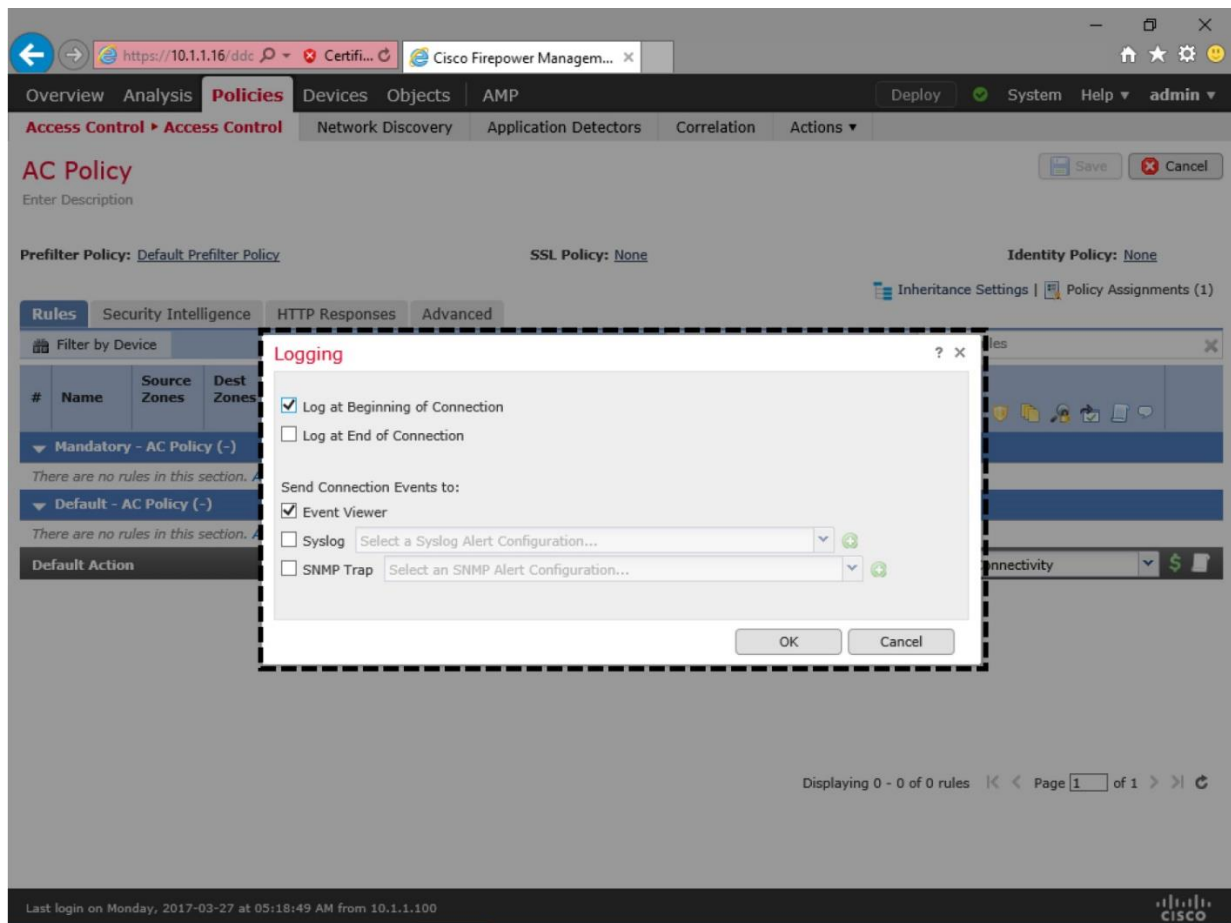 https://10.1.1.16/ddc Certifi... Cisco Firepower Managem...
Overview Analysis Policies Devices Objects AMP Deploy System Help admin
Access Control ▸ Access Control Network Discovery Application Detectors Correlation Actions
AC Policy
Save Cancel
Enter Description
Prefilter Policy: Default Prefilter Policy SSL Policy: None Identity Policy: None
Inheritance Settings | Policy Assignments (1)
Rules Security Intelligence HTTP Responses Advanced
Filter by Device
# Name Source Zones Dest Zones
Mandatory - AC Policy (-)
There are no rules in this section.
Default - AC Policy (-)
There are no rules in this section.
Default Action
Logging ?
Log at Beginning of Connection
Log at End of Connection
Send Connection Events to:
Event Viewer
Syslog Select a Syslog Alert Configuration...
SNMP Trap Select an SNMP Alert Configuration...
OK Cancel
Displaying 0 - 0 of 0 rules Page 1 of 1
Last login on Monday, 2017-03-27 at 05:18:49 AM from 10.1.1.100
CISCO